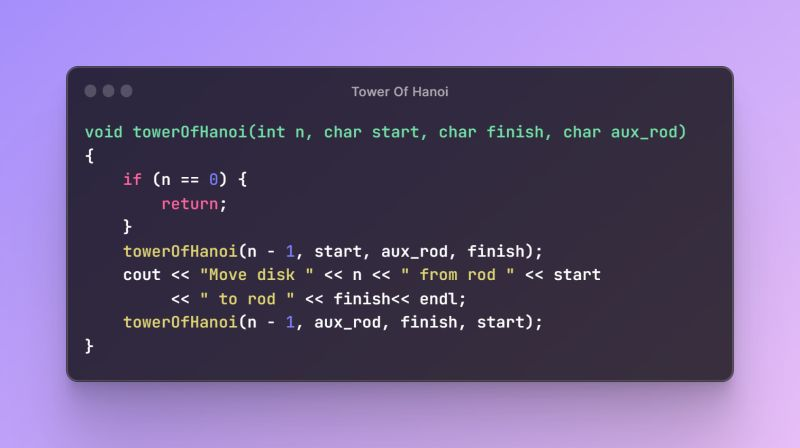 Tower Of Hanoi
void towerOfHanoi(int n, char start, char finish, char aux_rod)
{
    if (n == 0) {
        return;
    }
    towerOfHanoi(n - 1, start, aux_rod, finish);
    cout << "Move disk " << n << " from rod " << start
         << " to rod " << finish<< endl;
    towerOfHanoi(n - 1, aux_rod, finish, start);
}